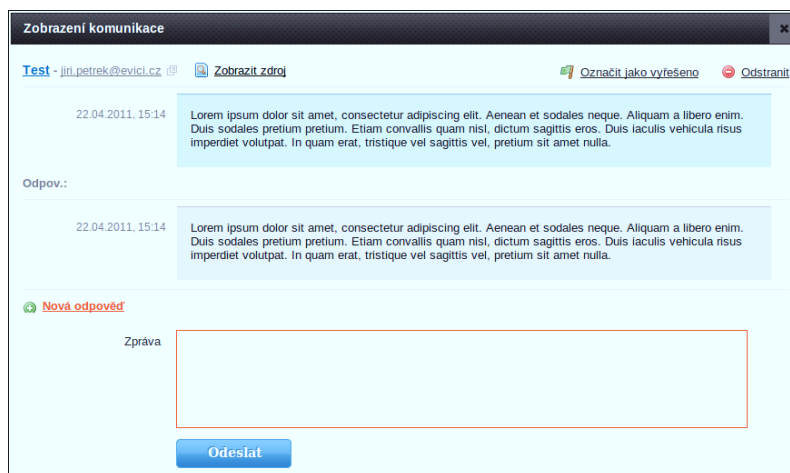 Zobrazení komunikace
Test - jiri.petrek@evici.cz Zobrazit zdroj Označit jako vyřešeno Odstranit
22.04.2011, 15:14 Lorem ipsum dolor sit amet, consectetur adipiscing elit. Aenean et sodales neque. Aliquam a libero enim.
Duis sodales pretium pretium. Etiam convallis quam nisl, dictum sagittis eros. Duis iaculis vehicula risus
imperdiet volutpat. In quam erat, tristique vel sagittis vel, pretium sit amet nulla.
Odpov.:
22.04.2011, 15:14 Lorem ipsum dolor sit amet, consectetur adipiscing elit. Aenean et sodales neque. Aliquam a libero enim.
Duis sodales pretium pretium. Etiam convallis quam nisl, dictum sagittis eros. Duis iaculis vehicula risus
imperdiet volutpat. In quam erat, tristique vel sagittis vel, pretium sit amet nulla.
Nová odpověď
Zpráva
Odeslat